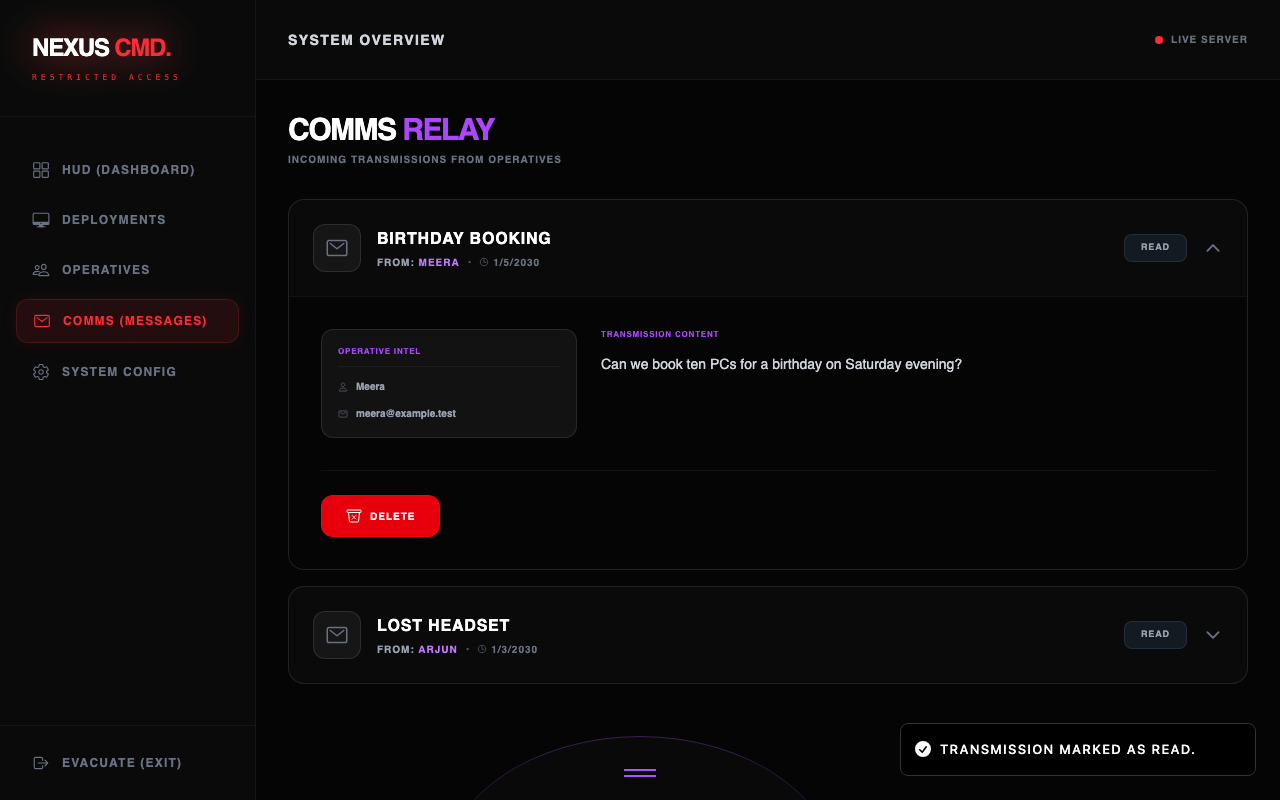 NEXUS CMD.
RESTRICTED ACCESS
HUD (DASHBOARD)
DEPLOYMENTS
OPERATIVES
COMMS (MESSAGES)
SYSTEM CONFIG
EVACUATE (EXIT)
SYSTEM OVERVIEW
LIVE SERVER
COMMS RELAY
INCOMING TRANSMISSIONS FROM OPERATIVES
BIRTHDAY BOOKING
FROM: MEERA • 1/5/2030
READ
OPERATIVE INTEL
Meera
meera@example.test
TRANSMISSION CONTENT
Can we book ten PCs for a birthday on Saturday evening?
DELETE
LOST HEADSET
FROM: ARJUN • 1/3/2030
READ
TRANSMISSION MARKED AS READ.